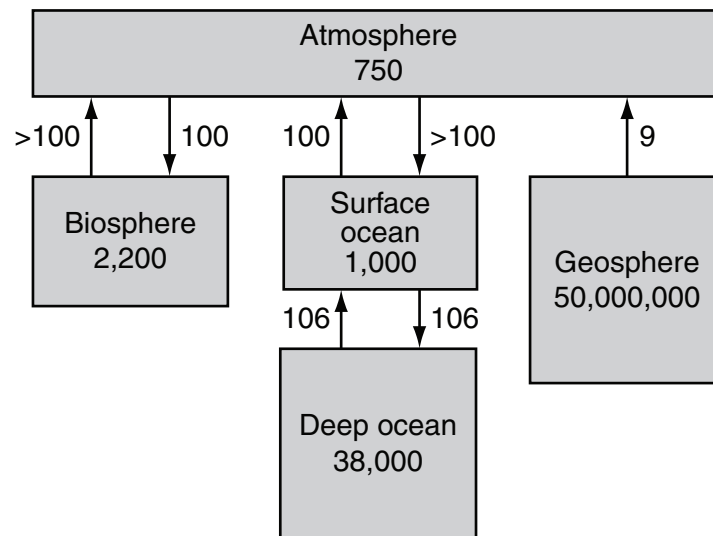 Atmosphere
750
>100
100
100
>100
9
Biosphere
2,200
Surface
ocean
1,000
Geosphere
50,000,000
106
106
Deep ocean
38,000